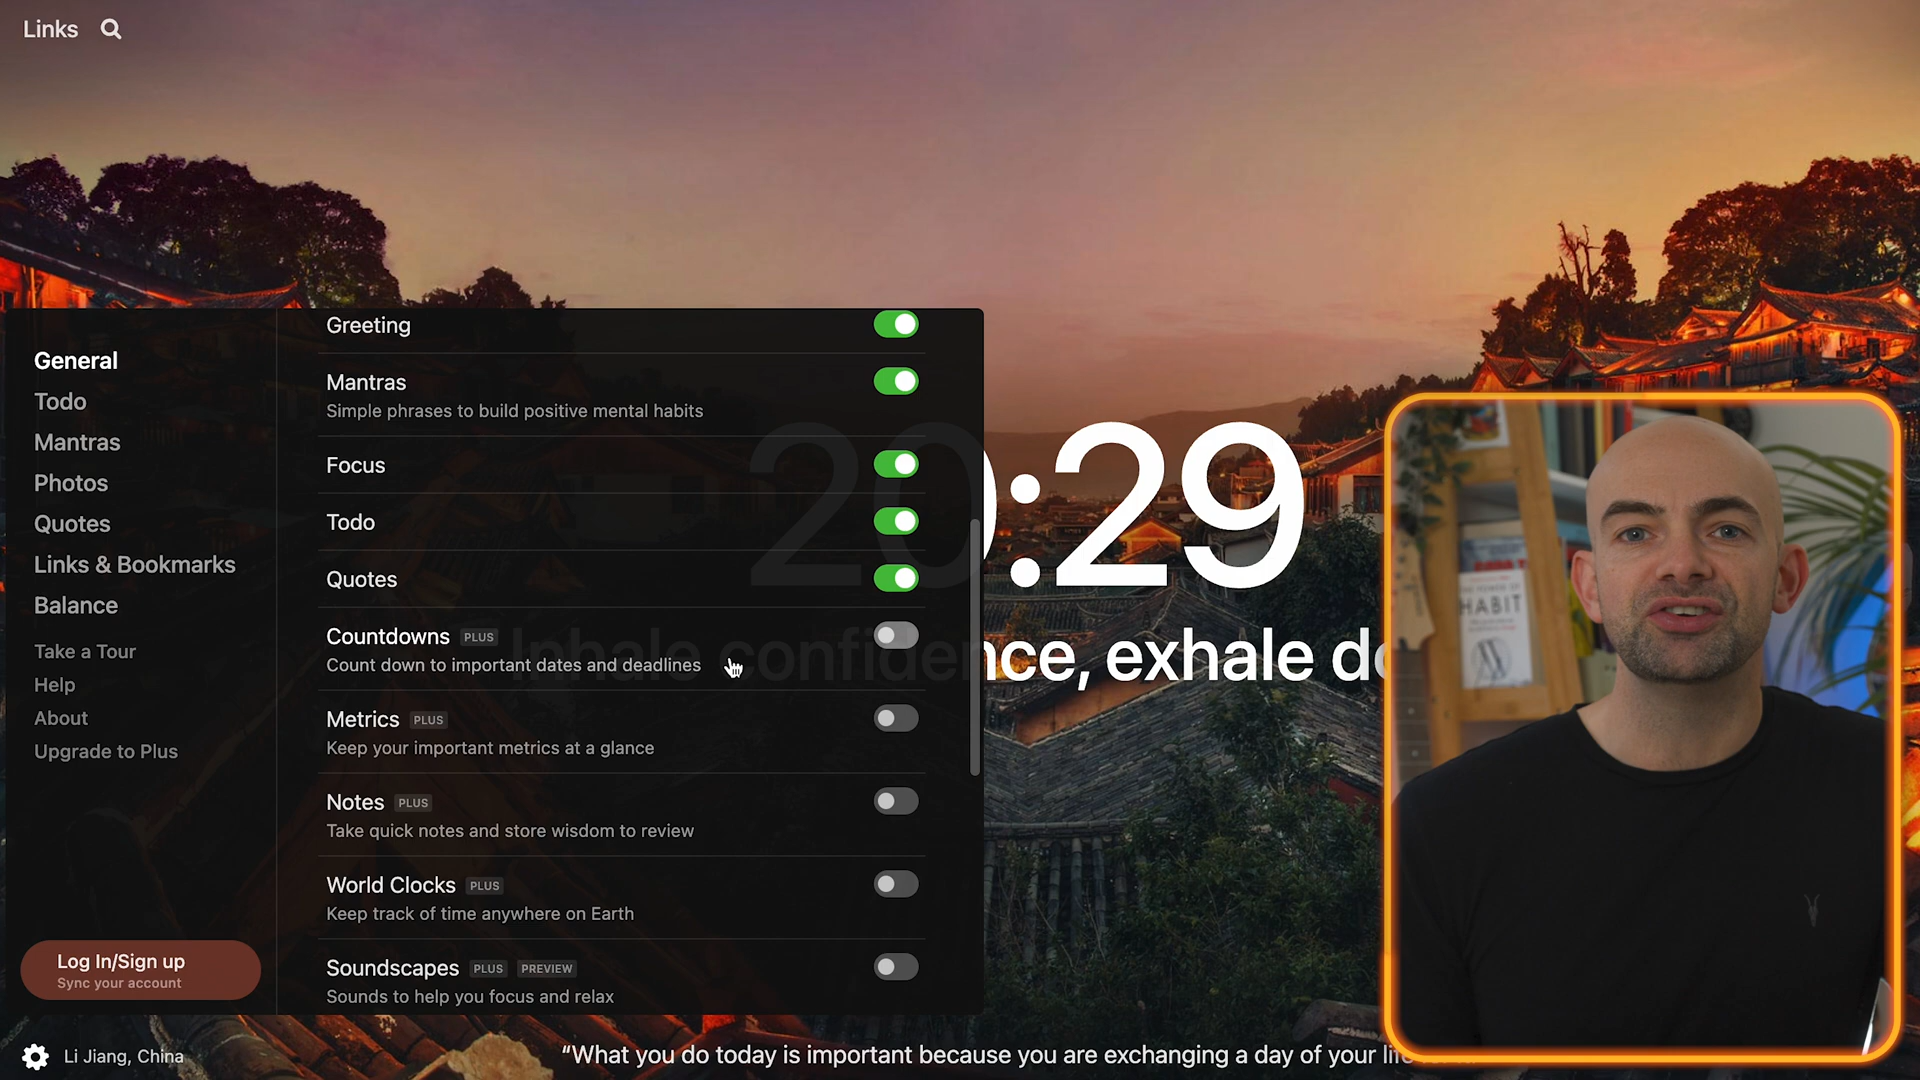 Links
General
Todo
Mantras
Photos
Quotes
Links & Bookmarks
Balance
Take a Tour
Help
About
Upgrade to Plus
Log In/Sign up
Sync your account
Greeting
Mantras
Simple phrases to build positive mental habits
Focus
Todo
Quotes
Countdowns PLUS
Count down to important dates and deadlines
Metrics PLUS
Keep your important metrics at a glance
Notes PLUS
Take quick notes and store wisdom to review
World Clocks PLUS
Keep track of time anywhere on Earth
Soundscapes PLUS PREVIEW
Sounds to help you focus and relax
20:29
Inhale confidence, exhale do
HABIT
Li Jiang, China
“What you do today is important because you are exchanging a day of your life